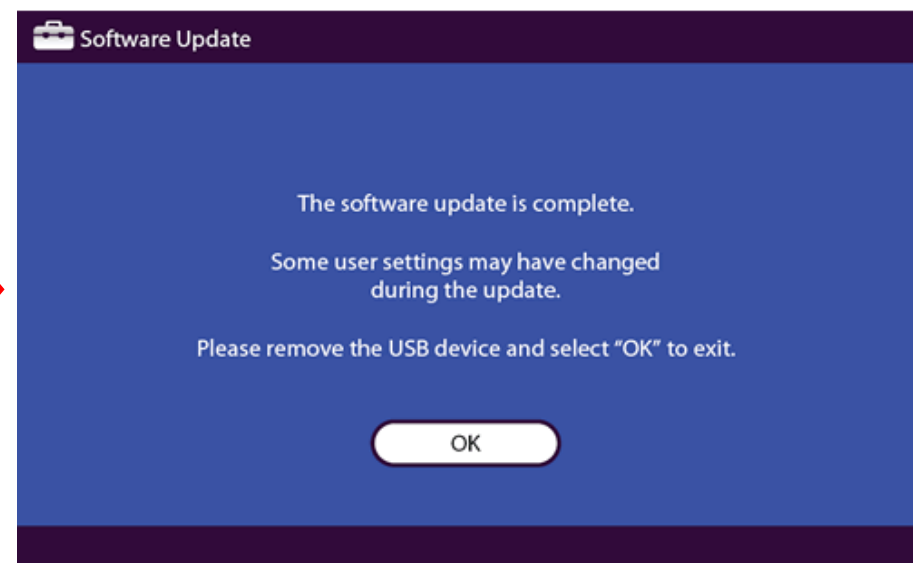 Software Update
The software update is complete.
Some user settings may have changed
during the update.
Please remove the USB device and select “OK” to exit.
OK